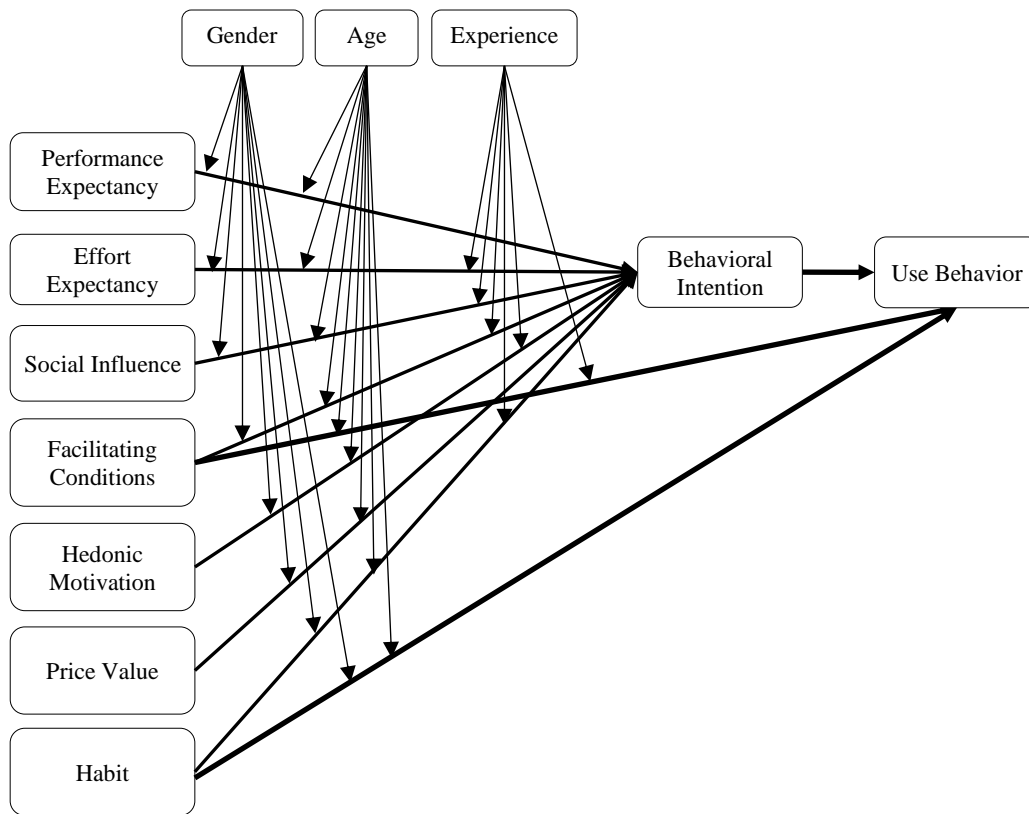 Gender
Age
Experience
Performance
Expectancy
Effort
Expectancy
Social Influence
Facilitating
Conditions
Hedonic
Motivation
Price Value
Habit
Behavioral
Intention
Use Behavior